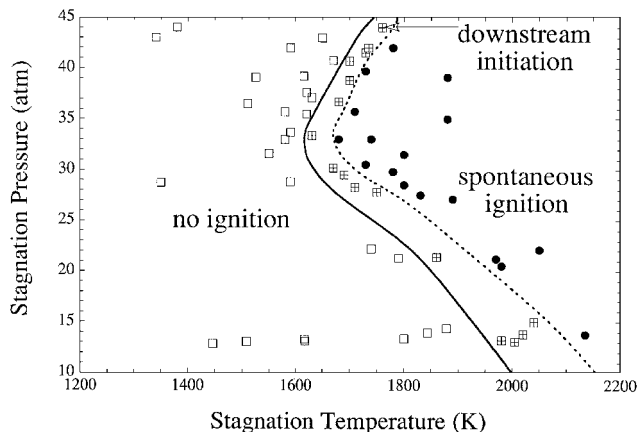 45
40
35
30
25
20
15
10
Stagnation Pressure (atm)
downstream
initiation
spontaneous
ignition
no ignition
1200 1400 1600 1800 2000 2200
Stagnation Temperature (K)